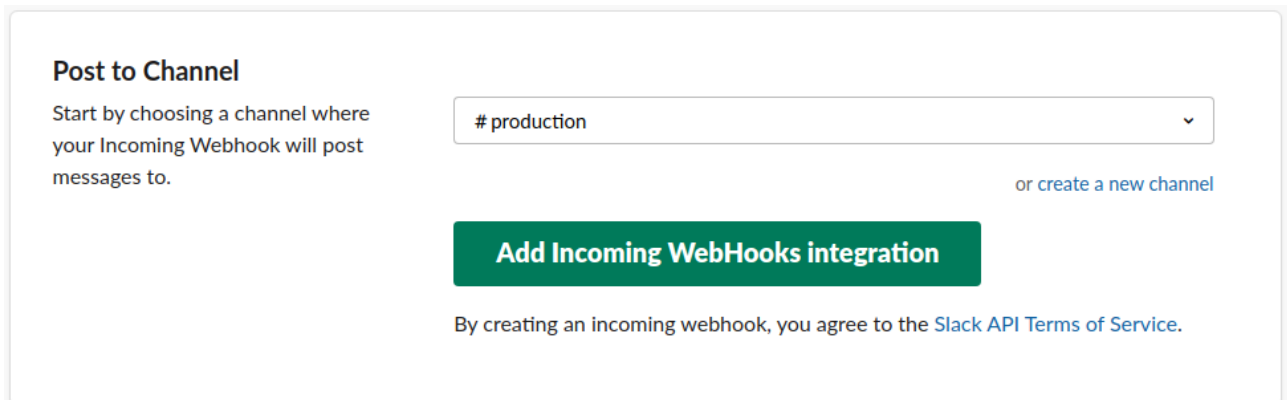 Post to Channel
Start by choosing a channel where
your Incoming Webhook will post
messages to.
# production
or create a new channel
Add Incoming WebHooks integration
By creating an incoming webhook, you agree to the Slack API Terms of Service.